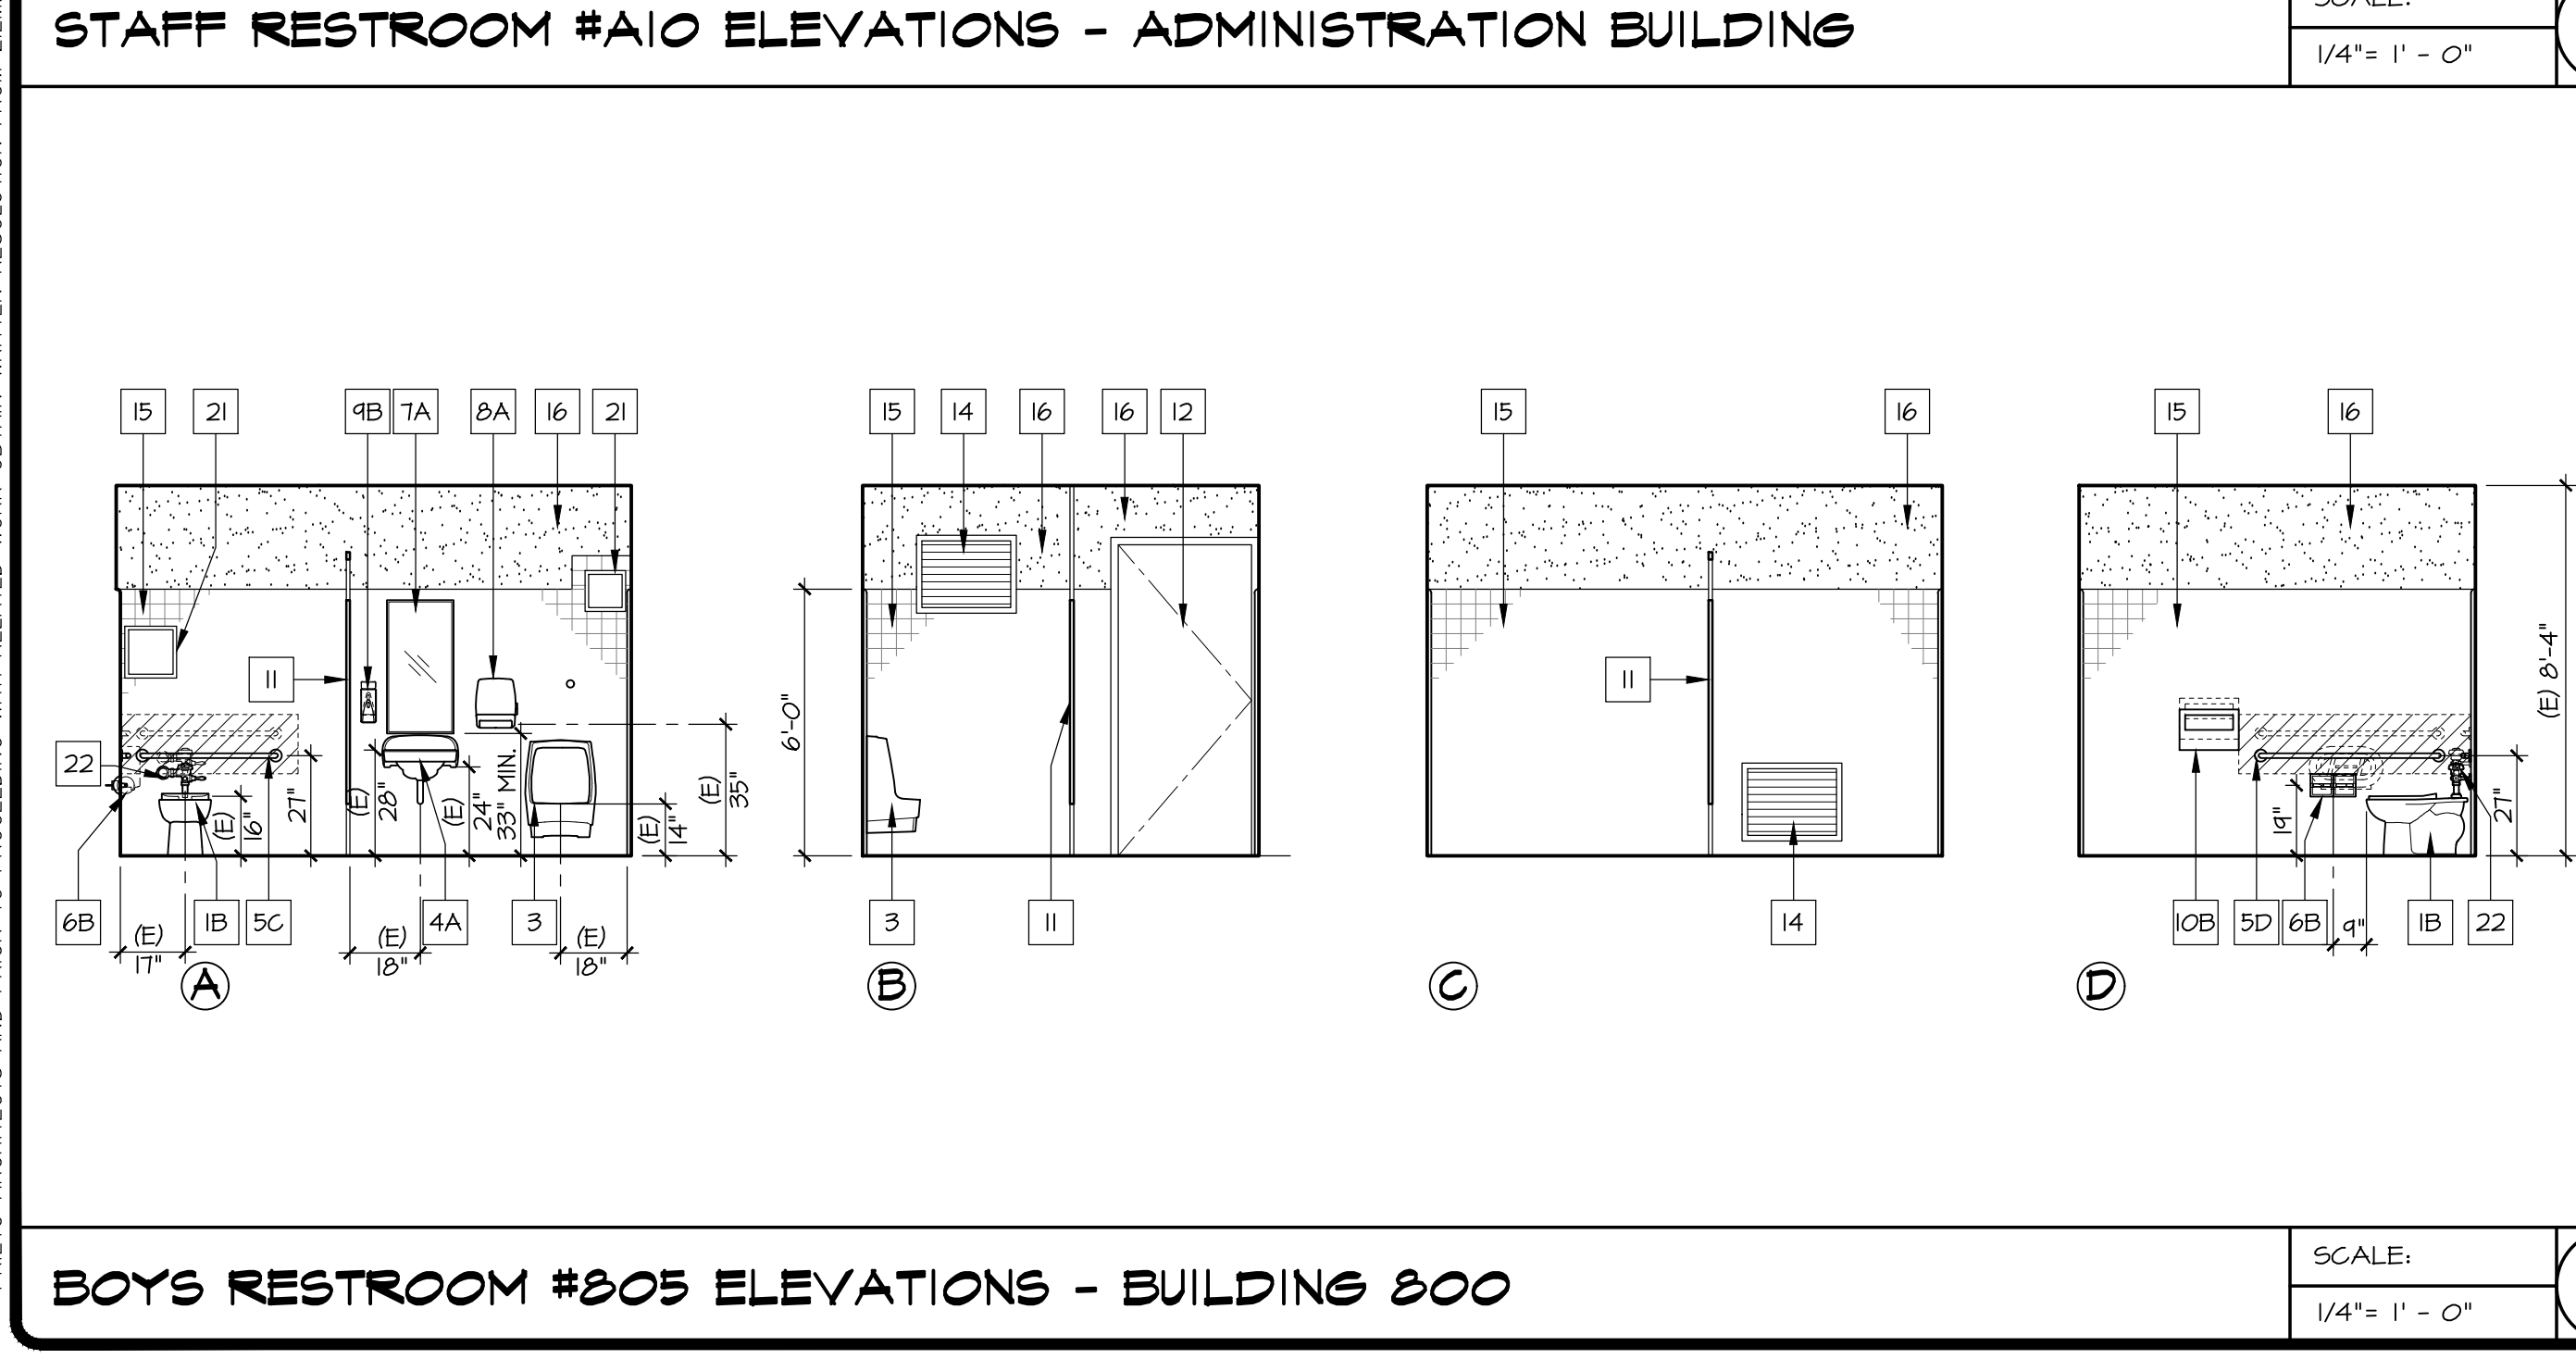 STAFF RESTROOM #A10 ELEVATIONS - ADMINISTRATION BUILDING
1/4"= 1' - 0"
15 21 9B 7A 8A 16 21
15 14 16 16 12
15 16
15 16
11
22
(E) 16"
27"
(E) 28"
(E) 24"
33" MIN.
(E) 14"
(E) 35"
6B 1B 5C 4A 3
(E) 17"
(E) 18"
(E) 18"
A
6'-0"
3 11
B
11
14
C
(E) 8'-4"
19"
27"
10B 5D 6B 9" 1B 22
D
BOYS RESTROOM #805 ELEVATIONS - BUILDING 800
SCALE:
1/4"= 1' - 0"